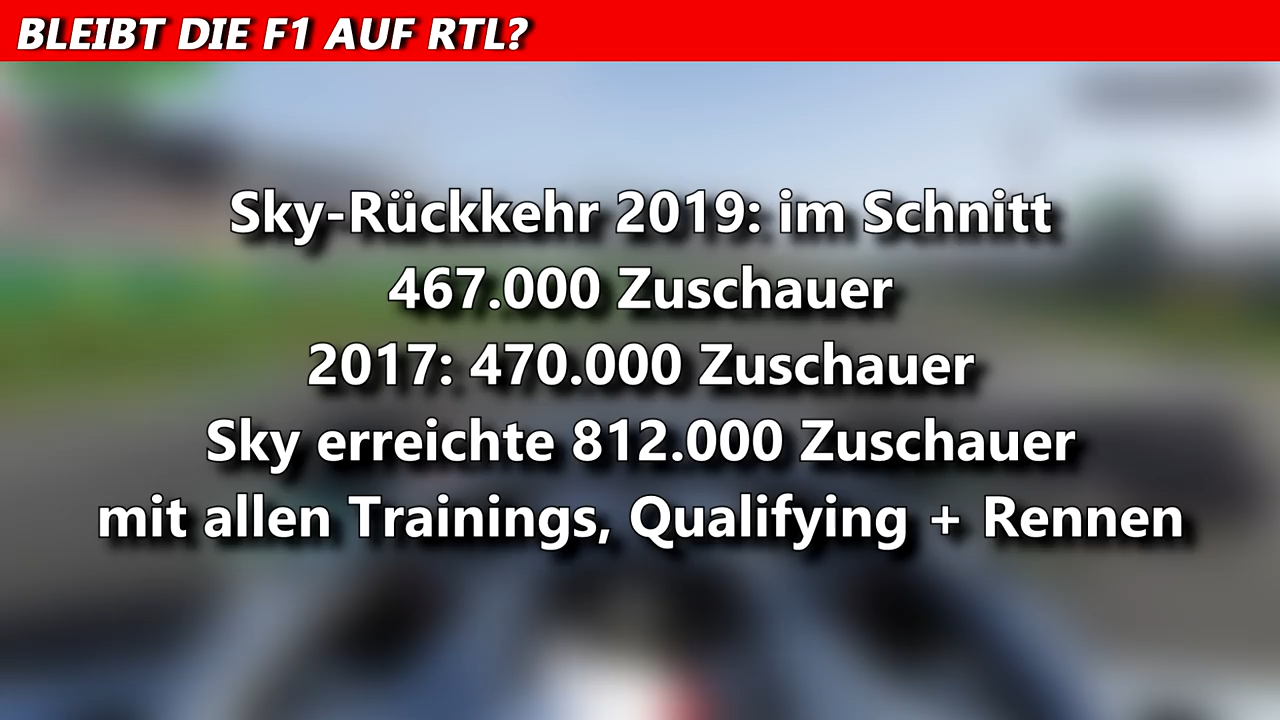 BLEIBT DIE F1 AUF RTL?
Sky-Rückkehr 2019: im Schnitt
467.000 Zuschauer
2017: 470.000 Zuschauer
Sky erreichte 812.000 Zuschauer
mit allen Trainings, Qualifying + Rennen